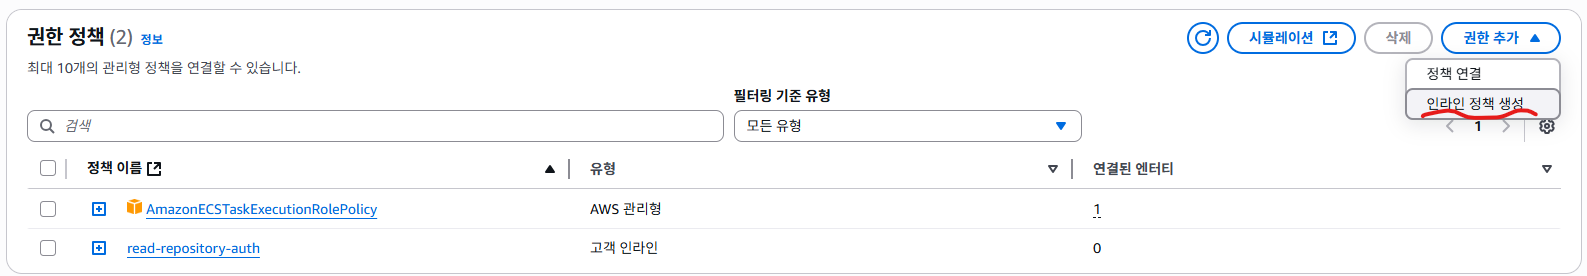 권한 정책 (2) 정보
시뮬레이션 삭제 권한 추가
최대 10개의 관리형 정책을 연결할 수 있습니다.
정책 연결
인라인 정책 생성
필터링 기준 유형
검색 모든 유형 1
정책 이름 유형 연결된 엔터티
AmazonECSTaskExecutionRolePolicy AWS 관리형 1
read-repository-auth 고객 인라인 0